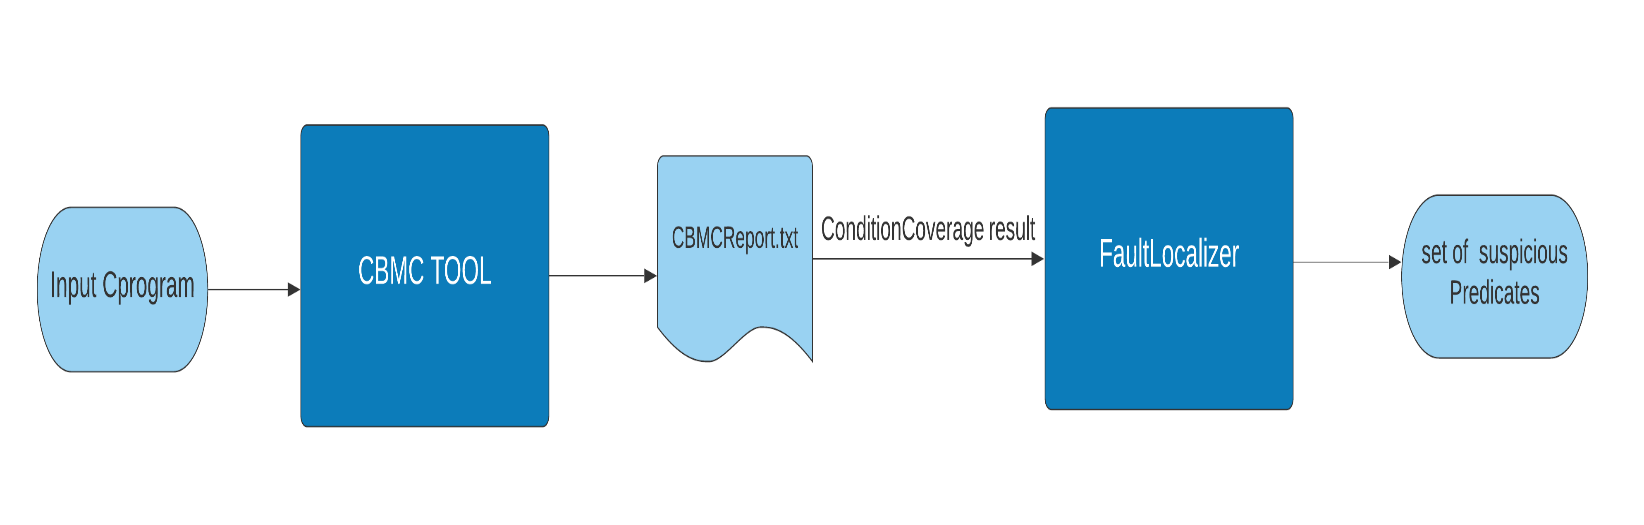 Input Cprogram
CBMC TOOL
CBMCReport.txt
ConditionCoverage result
FaultLocalizer
set of  suspicious
Predicates